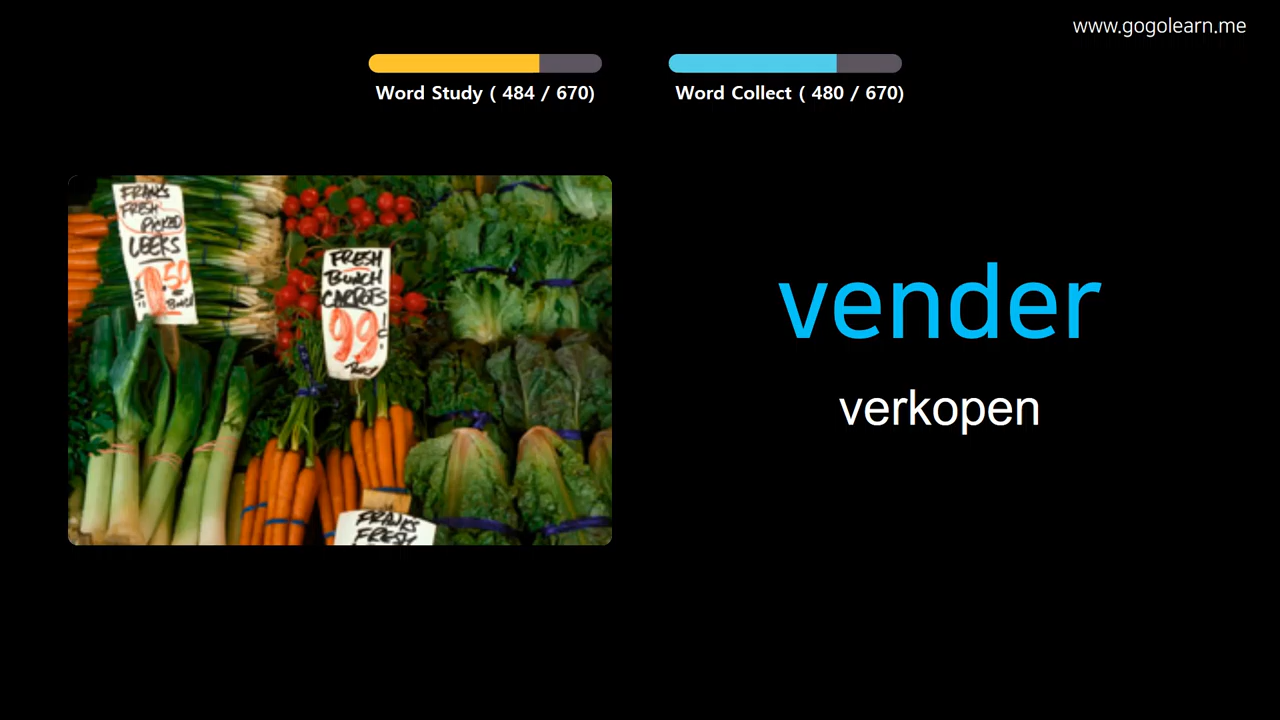 www.gogolearn.me
Word Study ( 484 / 670)
Word Collect ( 480 / 670)
FRANKS
FRESH
PICKED
LEEKS
FRESH
BUNCH
CARROTS
99
FRANKS
FRESH
vender
verkopen